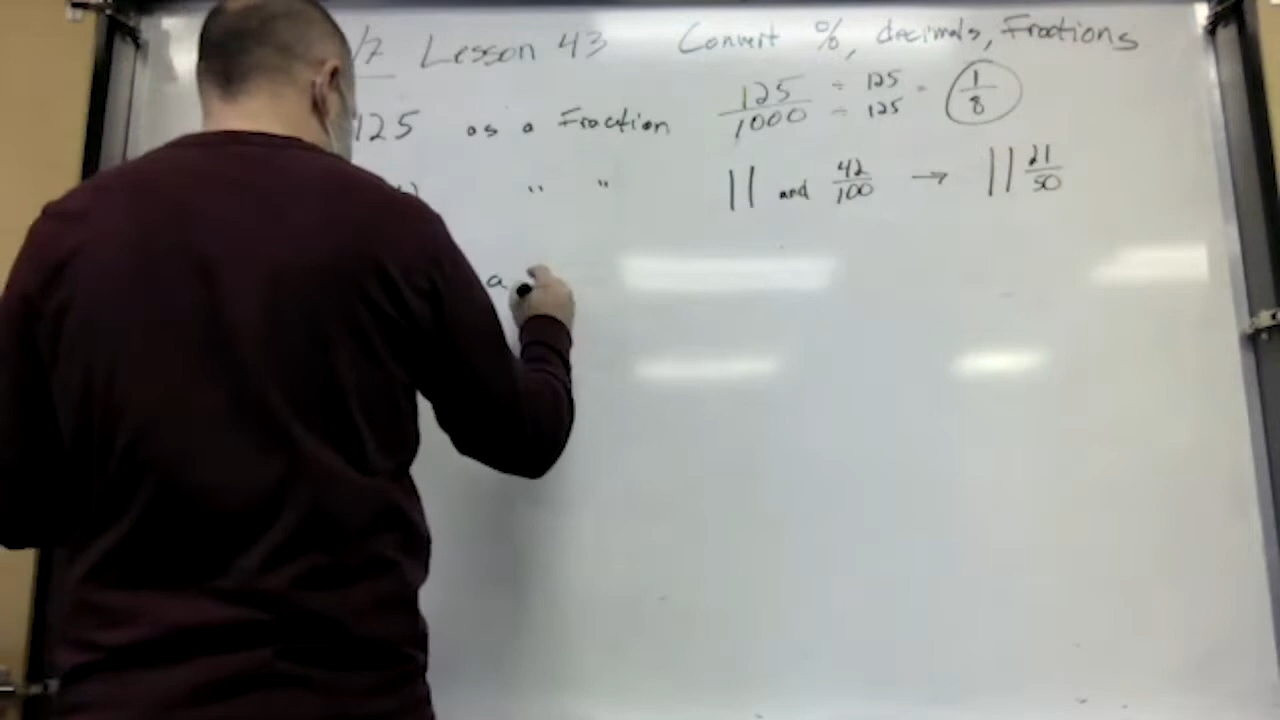 /7 Lesson 43 Convert %, decimals, Fractions
125 as a Fraction 125/1000 ÷ 125 ÷ 125 = 1/8
" " 11 and 42/100 → 11 21/50
a